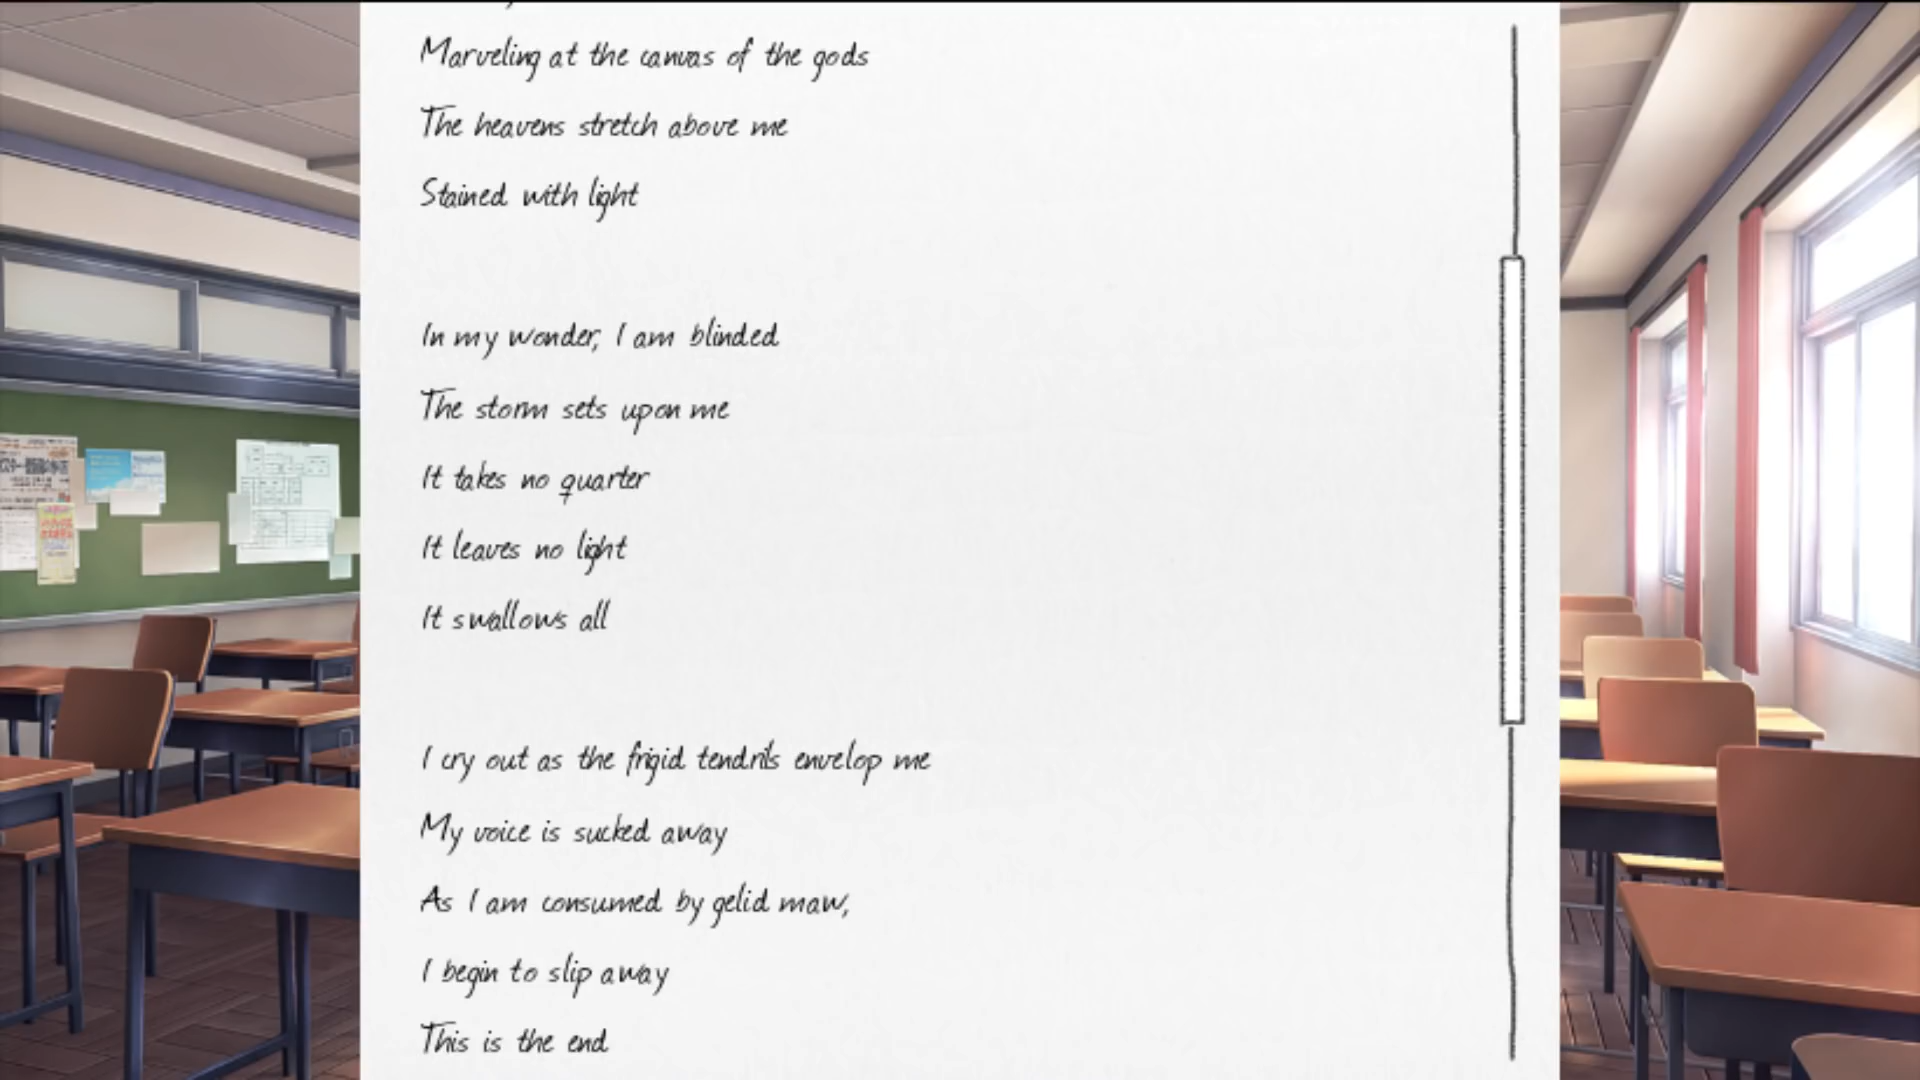 Marveling at the canvas of the gods
The heavens stretch above me
Stained with light
In my wonder, I am blinded
The storm sets upon me
It takes no quarter
It leaves no light
It swallows all
I cry out as the frigid tendrils envelop me
My voice is sucked away
As I am consumed by gelid maw,
I begin to slip away
This is the end